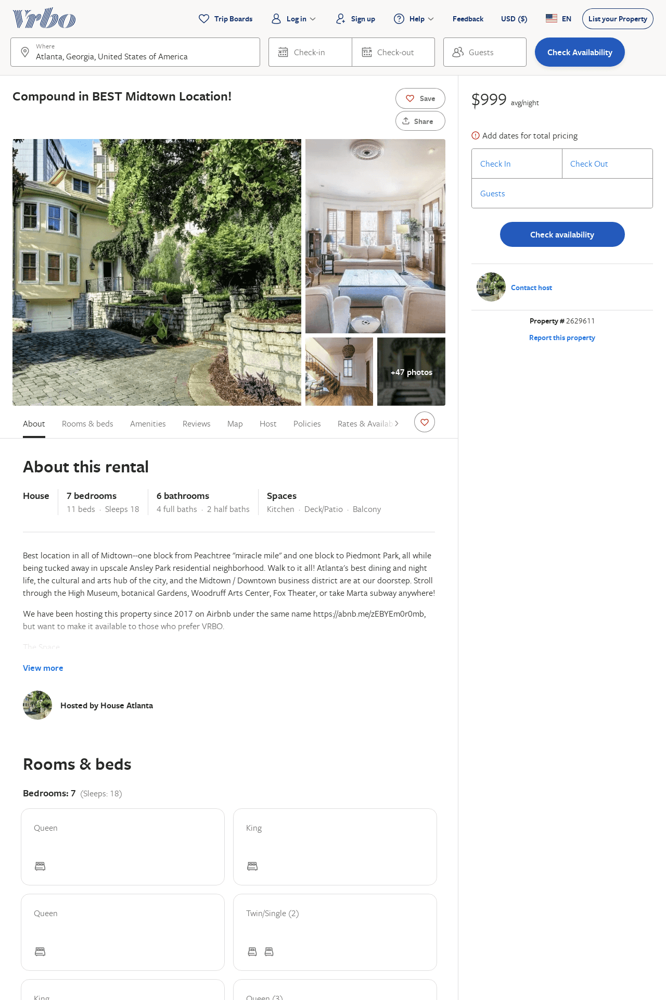 Vrbo
Trip Boards
Log in
Sign up
Help
Feedback
USD ($)
EN
List your Property
Where
Atlanta, Georgia, United States of America
Check-in
Check-out
Guests
Check Availability
Compound in BEST Midtown Location!
Save
Share
$999 avg/night
Add dates for total pricing
Check In
Check Out
Guests
Check availability
Contact host
Property # 2629611
Report this property
+47 photos
About
Rooms & beds
Amenities
Reviews
Map
Host
Policies
Rates & Availab
About this rental
House
7 bedrooms
11 beds · Sleeps 18
6 bathrooms
4 full baths · 2 half baths
Spaces
Kitchen · Deck/Patio · Balcony
Best location in all of Midtown--one block from Peachtree "miracle mile" and one block to Piedmont Park, all while
being tucked away in upscale Ansley Park residential neighborhood. Walk to it all! Atlanta's best dining and night
life, the cultural and arts hub of the city, and the Midtown / Downtown business district are at our doorstep. Stroll
through the High Museum, botanical Gardens, Woodruff Arts Center, Fox Theater, or take Marta subway anywhere!
We have been hosting this property since 2017 on Airbnb under the same name https://abnb.me/zEBYEm0r0mb,
but want to make it available to those who prefer VRBO.
The Space
View more
Hosted by House Atlanta
Rooms & beds
Bedrooms: 7 (Sleeps: 18)
Queen
King
Queen
Twin/Single (2)
King
Queen (3)